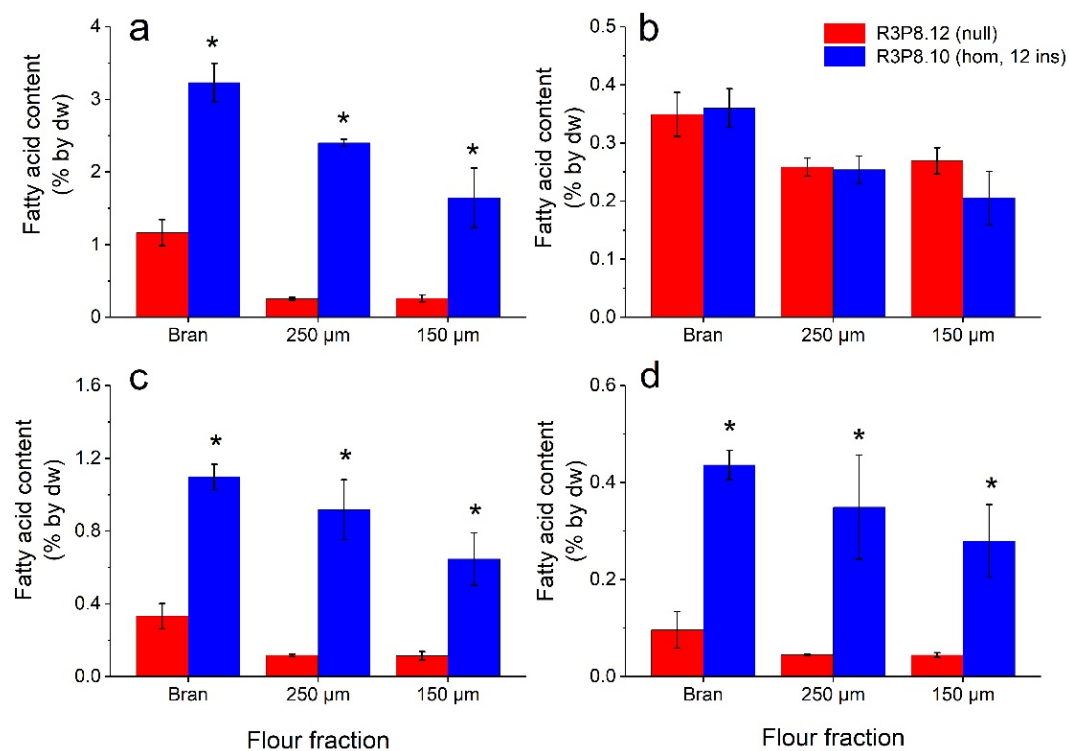 a
Fatty acid content
(% by dw)
4
3
2
1
0
*
*
*
Bran
250 µm
150 µm
b
R3P8.12 (null)
R3P8.10 (hom, 12 ins)
Fatty acid content
(% by dw)
0.5
0.4
0.3
0.2
0.1
0.0
Bran
250 µm
150 µm
c
Fatty acid content
(% by dw)
1.6
1.2
0.8
0.4
0.0
*
*
*
Bran
250 µm
150 µm
Flour fraction
d
Fatty acid content
(% by dw)
0.6
0.4
0.2
0.0
*
*
*
Bran
250 µm
150 µm
Flour fraction